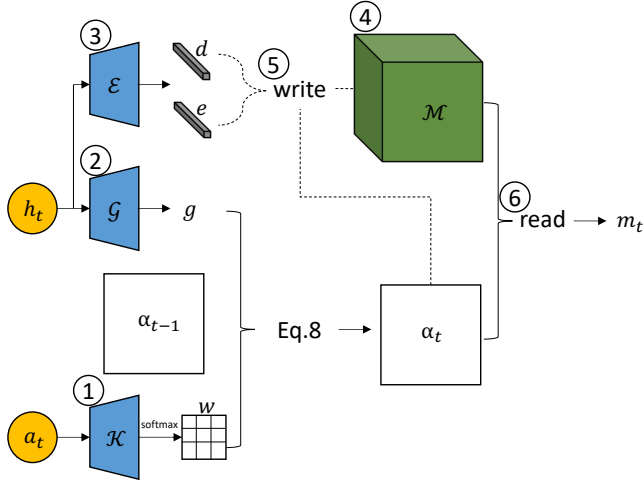 ③ d ④
ℰ ⑤
write
e ℳ
②
h_t 𝒢 g ⑥
read m_t
α_{t−1} Eq.8 α_t
①
w
a_t 𝒦 softmax